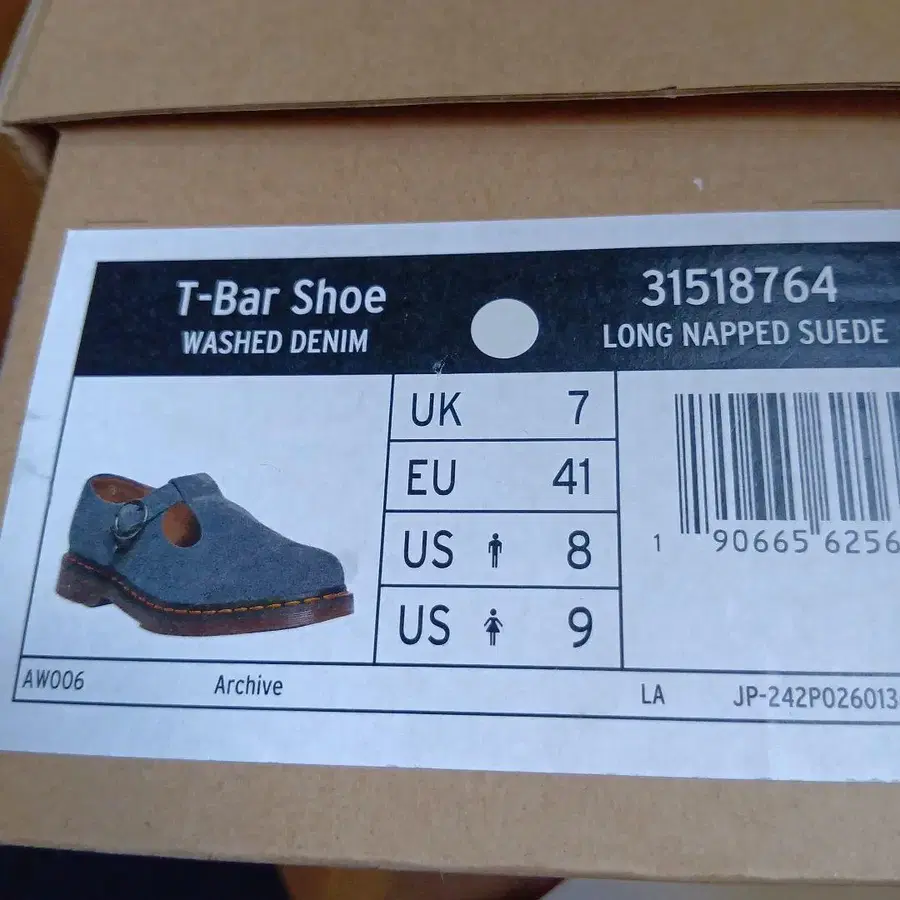 T-Bar Shoe
WASHED DENIM
31518764
LONG NAPPED SUEDE
UK 7
EU 41
US 8
US 9
1 90665 6256
AW006 Archive LA JP-242P026013